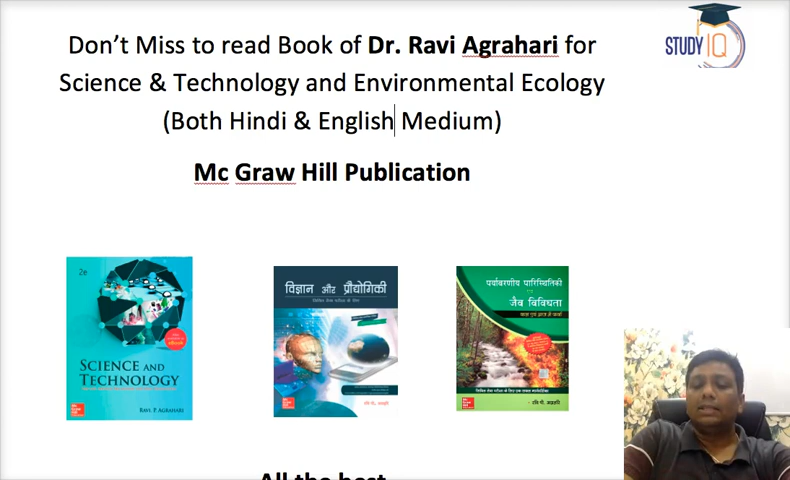 Don't Miss to read Book of Dr. Ravi Agrahari for
Science & Technology and Environmental Ecology
(Both Hindi & English Medium)
Mc Graw Hill Publication
STUDY IQ
2e
SCIENCE AND
TECHNOLOGY
RAVI P AGRAHARI
विज्ञान और प्रौद्योगिकी
पर्यावरणीय पारिस्थितिकी
जैव विविधता
All the best